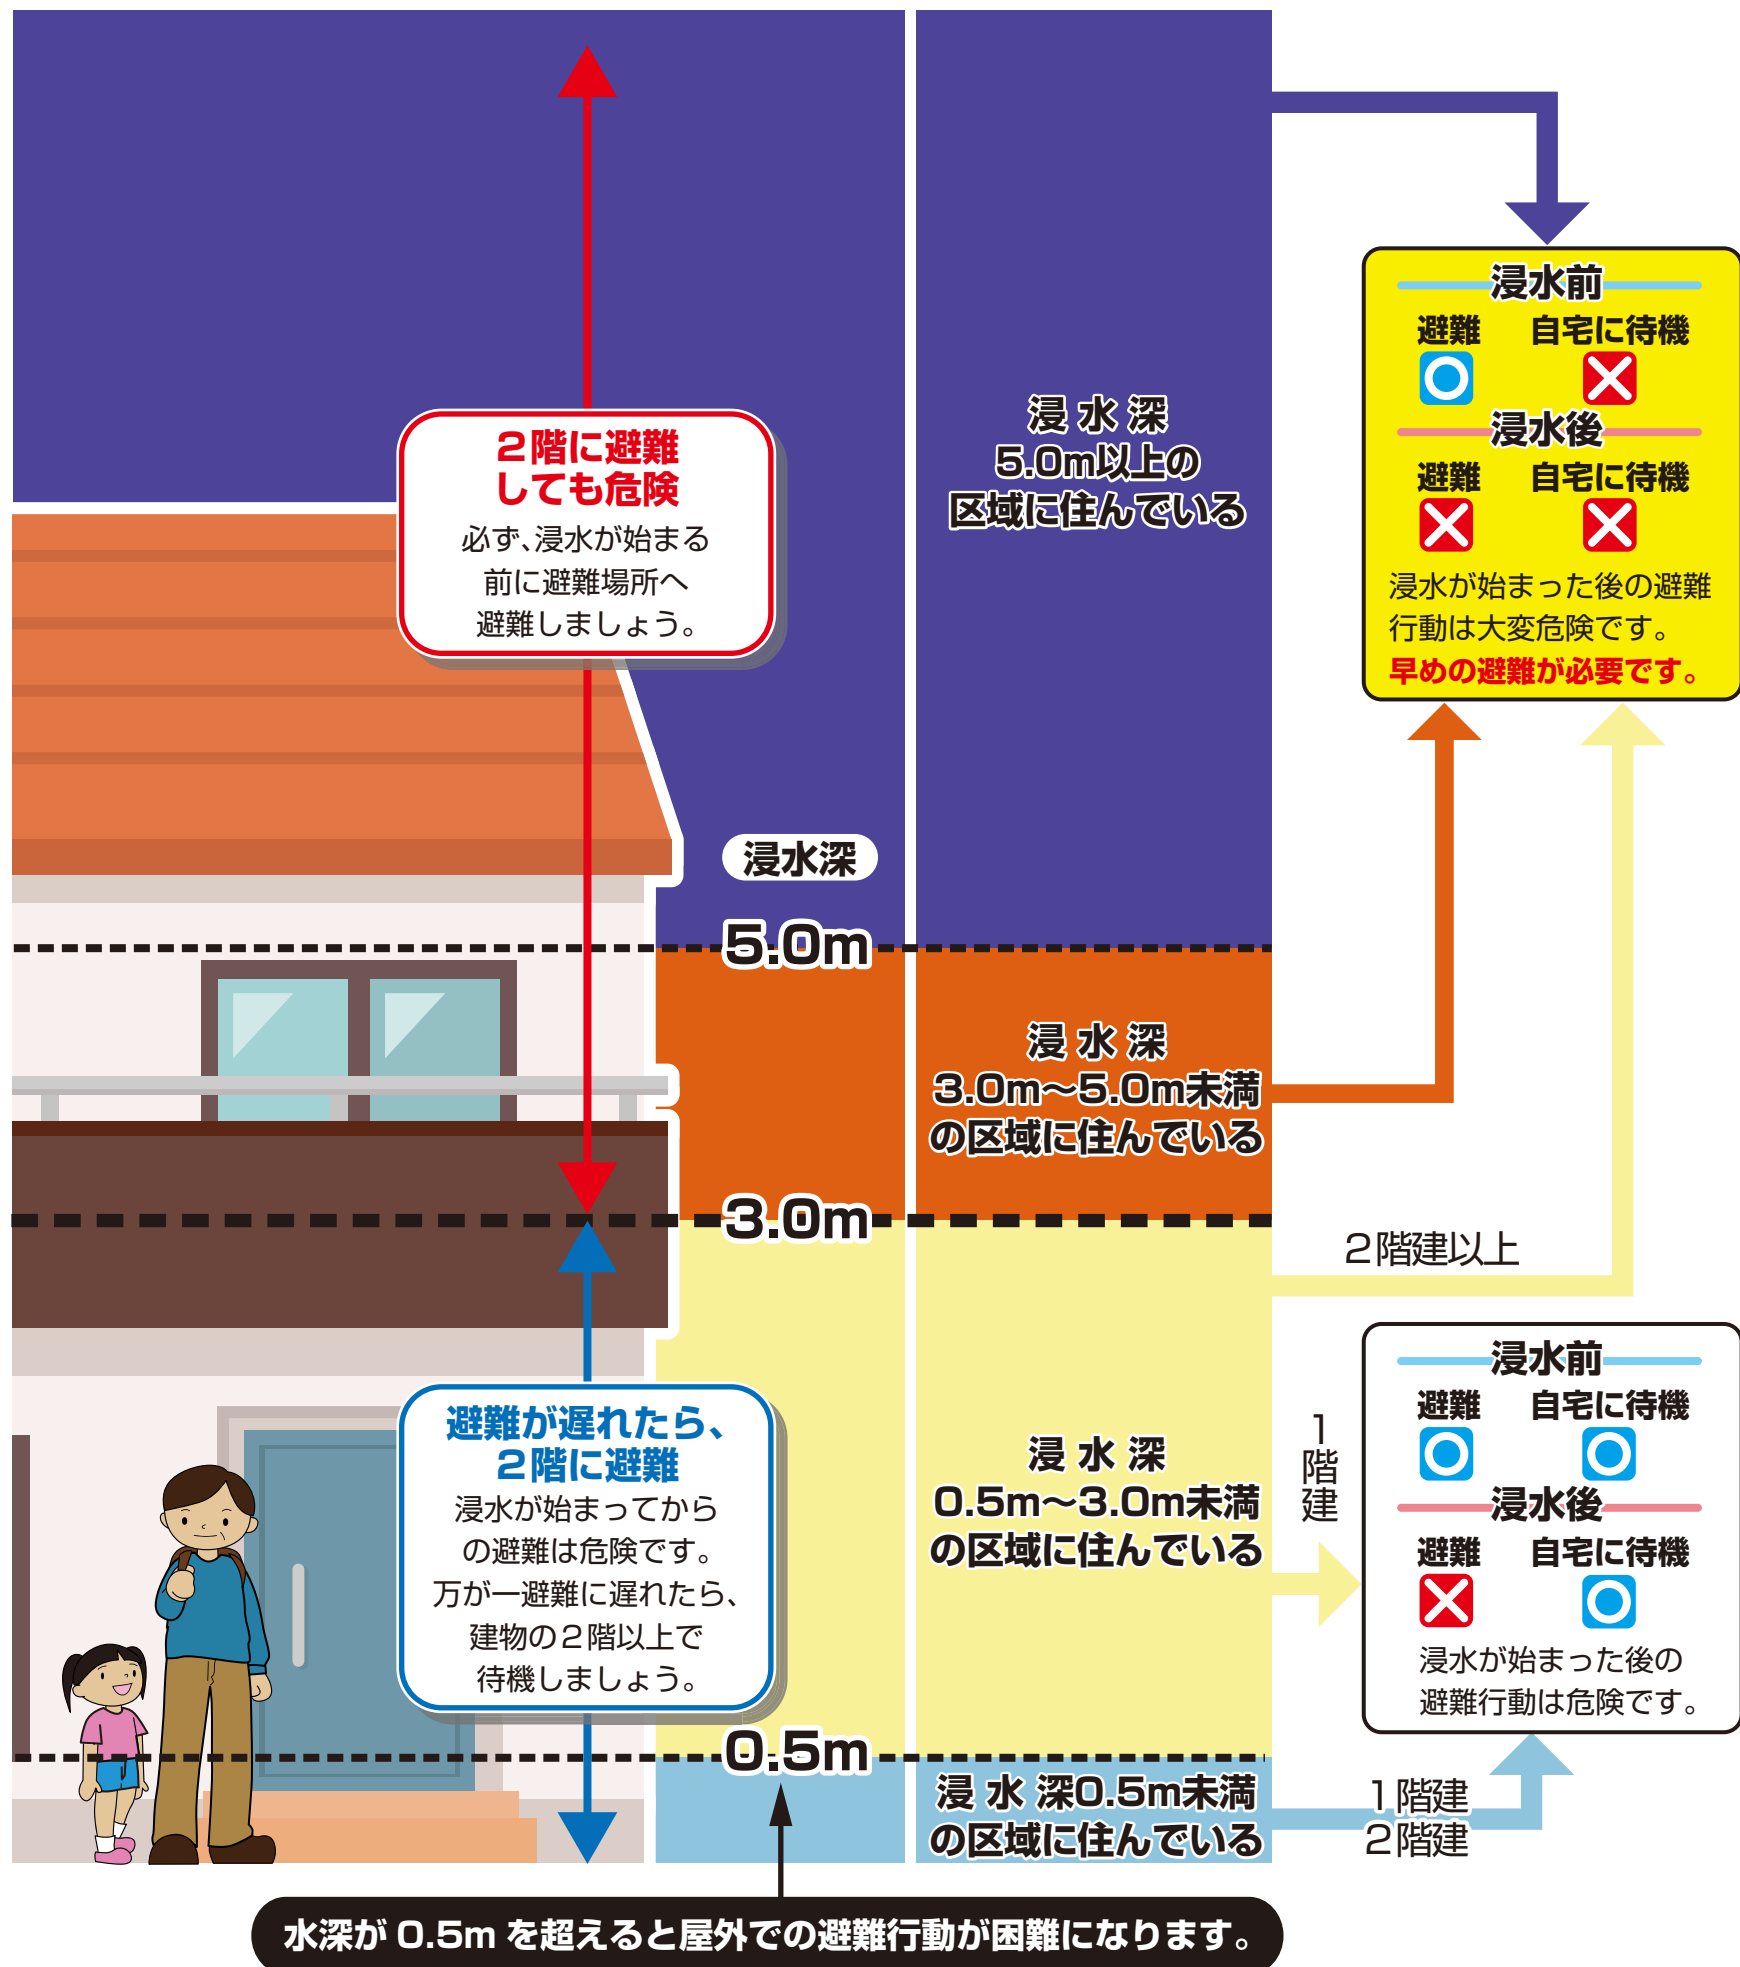 2階に避難
しても危険
必ず、浸水が始まる
前に避難場所へ
避難しましょう。
浸水深
5.0m
3.0m
避難が遅れたら、
2階に避難
浸水が始まってから
の避難は危険です。
万が一避難に遅れたら、
建物の2階以上で
待機しましょう。
0.5m
浸水深
5.0m以上の
区域に住んでいる
浸水深
3.0m〜5.0m未満
の区域に住んでいる
浸水深
0.5m〜3.0m未満
の区域に住んでいる
浸水深0.5m未満
の区域に住んでいる
浸水前
避難 自宅に待機
浸水後
避難 自宅に待機
浸水が始まった後の避難
行動は大変危険です。
早めの避難が必要です。
2階建以上
1階建
浸水前
避難 自宅に待機
浸水後
避難 自宅に待機
浸水が始まった後の
避難行動は危険です。
1階建
2階建
水深が 0.5m を超えると屋外での避難行動が困難になります。